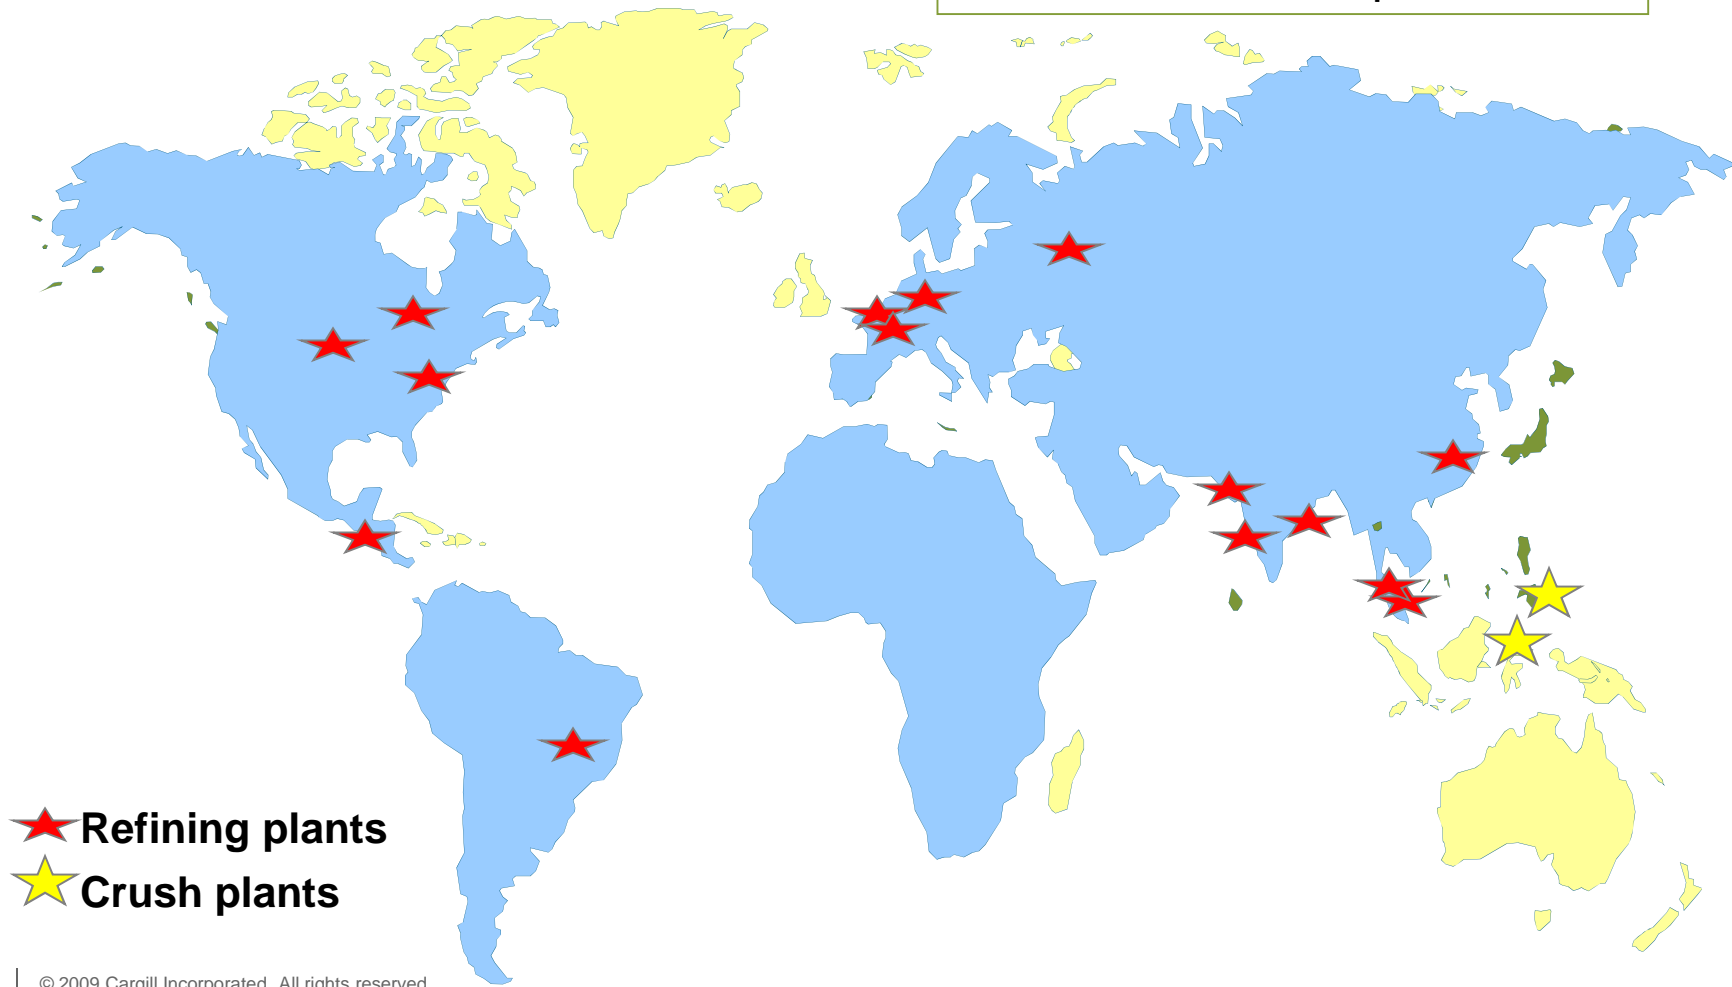 Refining plants
Crush plants
© 2009 Cargill Incorporated. All rights reserved.